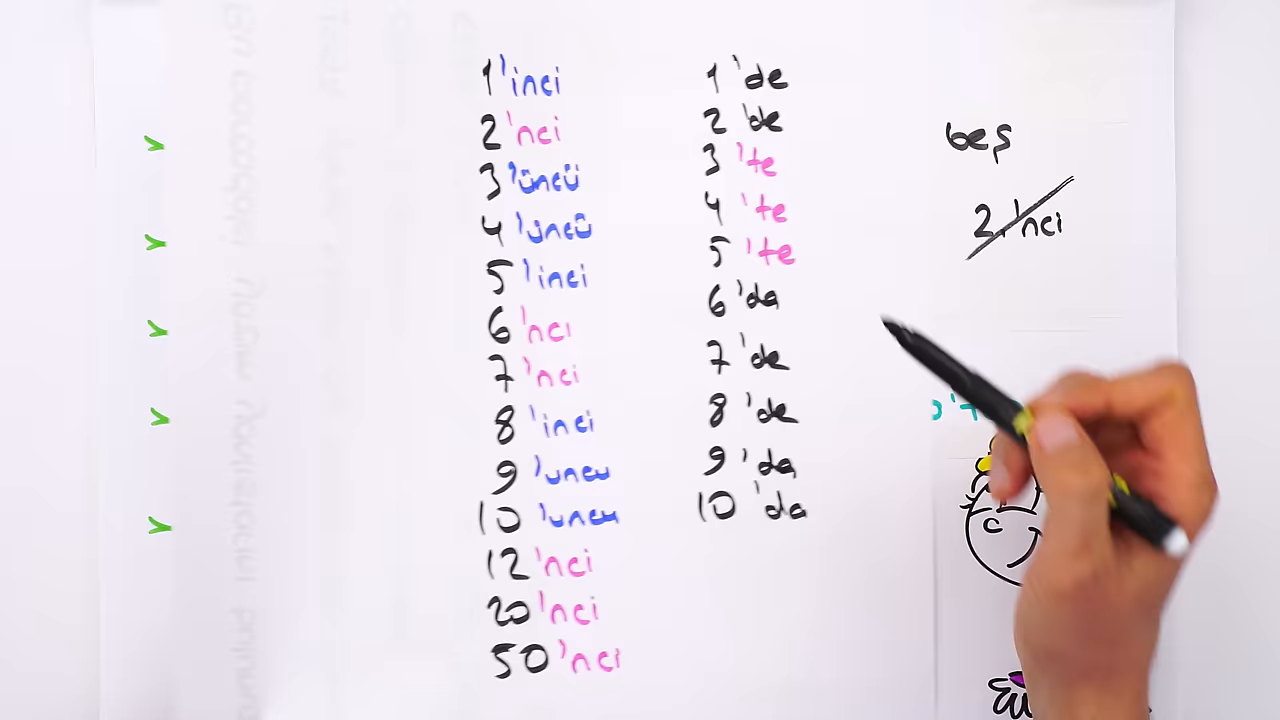 1'inci
2'nci
3'üncü
4'üncü
5'inci
6'ncı
7'nci
8'inci
9'uncu
10'uncu
12'nci
20'nci
50'nci
1'de
2'de
3'te
4'te
5'te
6'da
7'de
8'de
9'da
10'da
beş
2.'nci